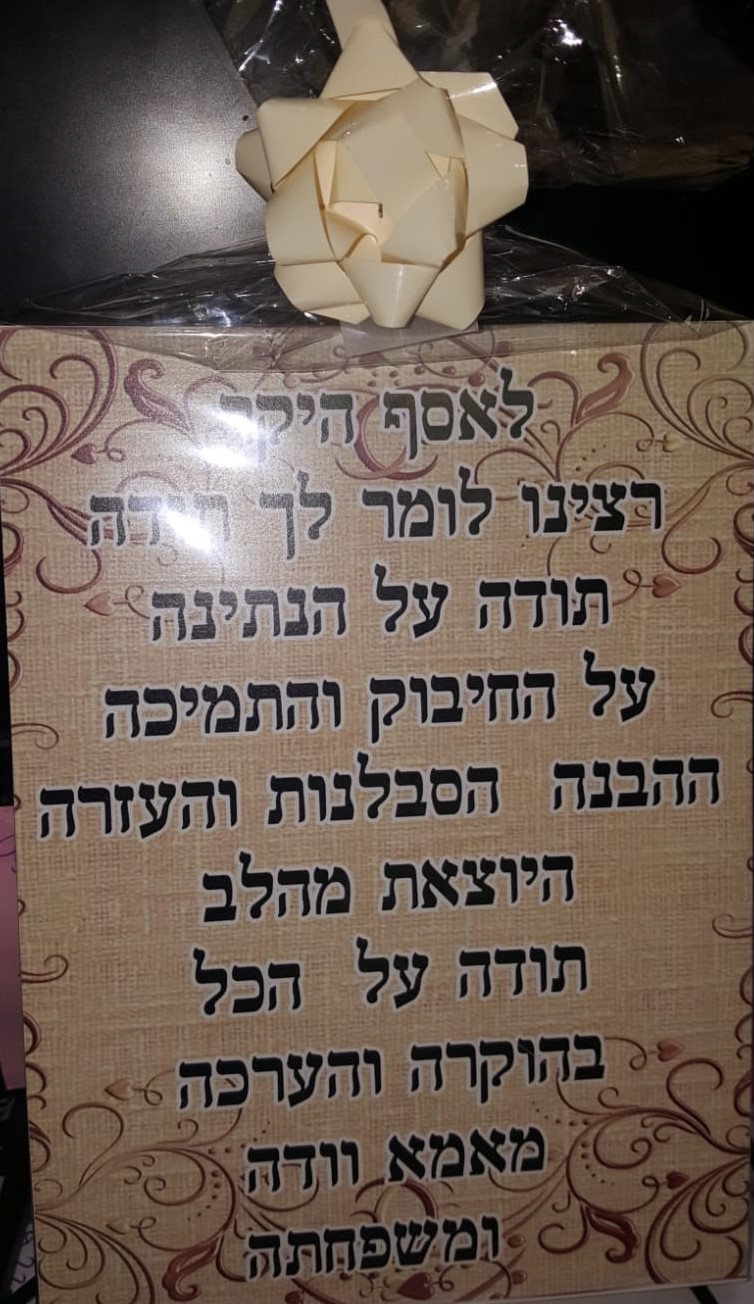 לאסף היקר
רצינו לומר לך תודה
תודה על הנתינה
על החיבוק והתמיכה
ההבנה הסבלנות והעזרה
היוצאת מהלב
תודה על הכל
בהוקרה והערכה
מאמא וודה
ומשפחתה